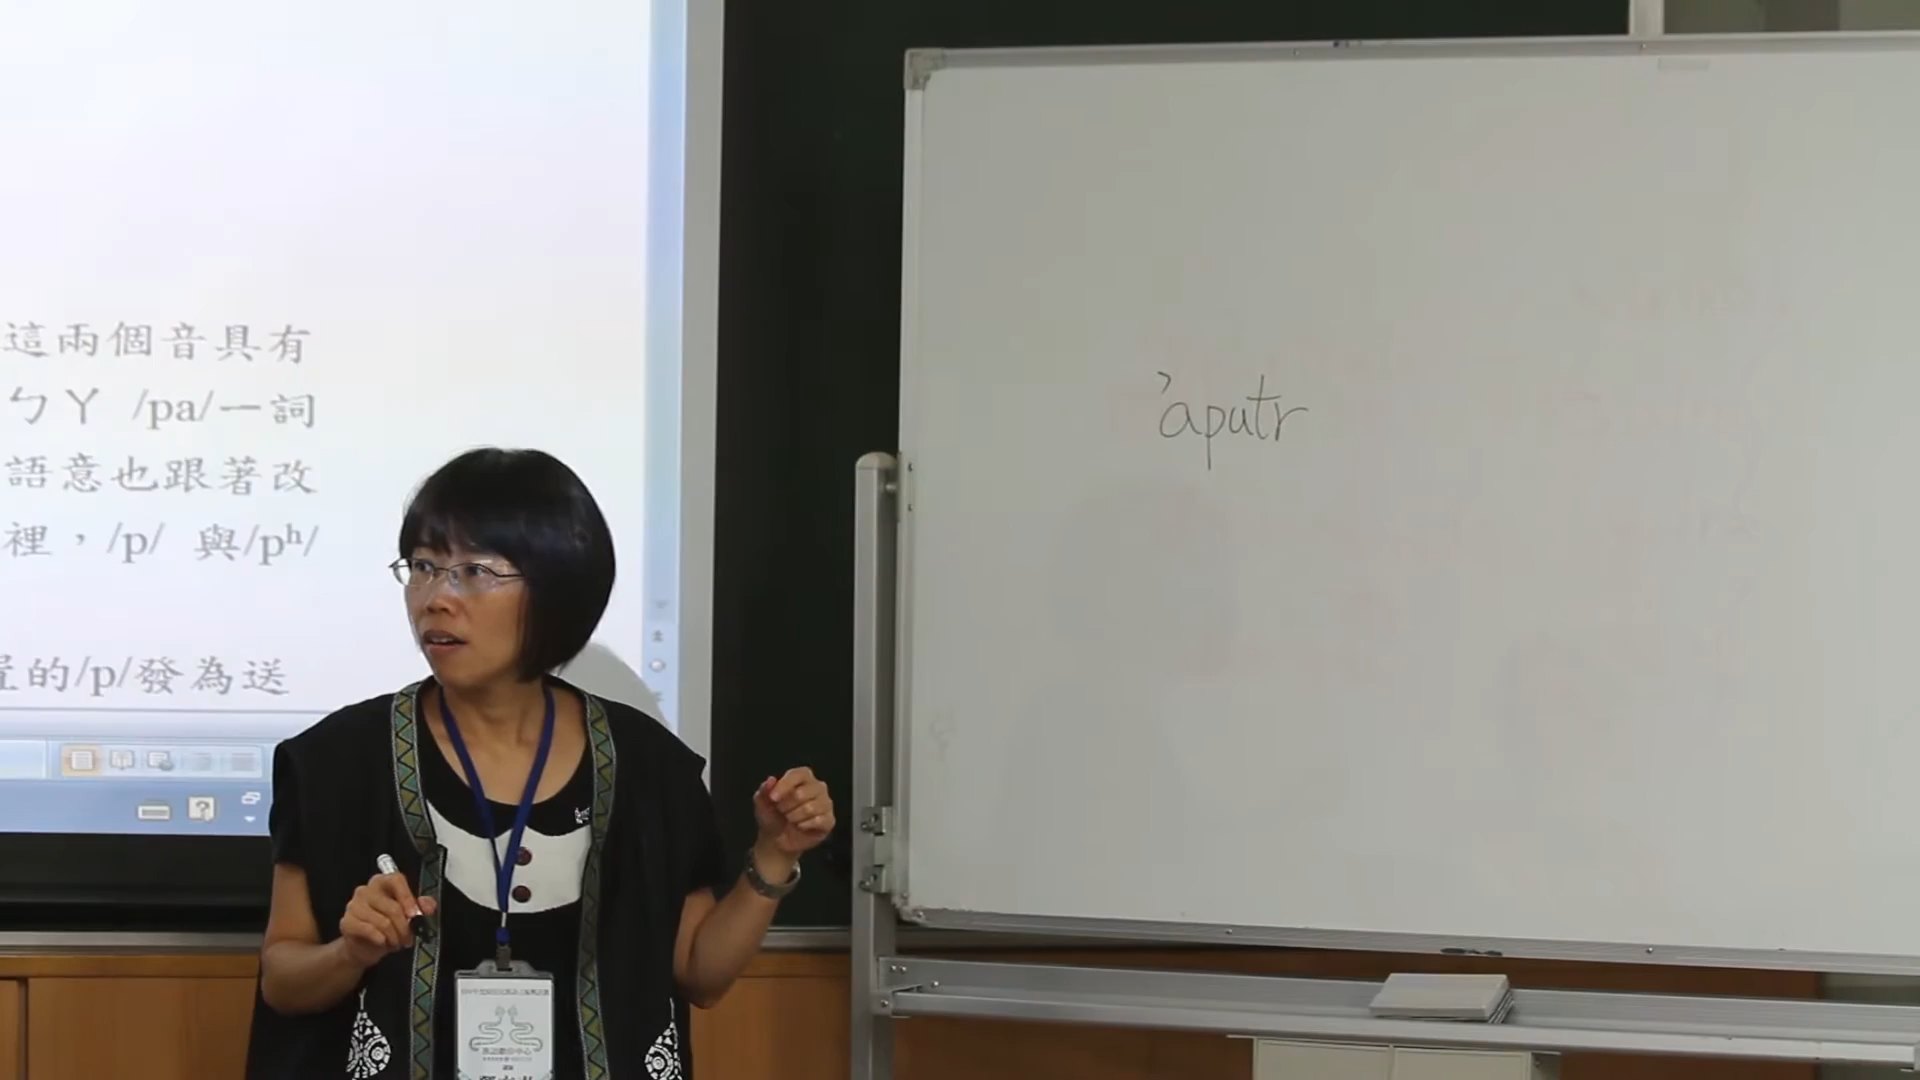 這兩個音具有
ㄅㄚ /pa/一詞
語意也跟著改
裡，/p/ 與/pʰ/
的/p/發為送
'aputr